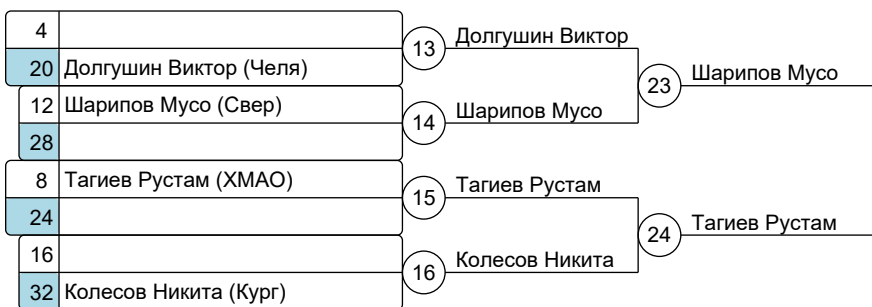 4
20 Долгушин Виктор (Челя)
13 Долгушин Виктор
12 Шарипов Мусо (Свер)
28
14 Шарипов Мусо
23 Шарипов Мусо
8 Тагиев Рустам (ХМАО)
24
15 Тагиев Рустам
16
32 Колесов Никита (Кург)
16 Колесов Никита
24 Тагиев Рустам